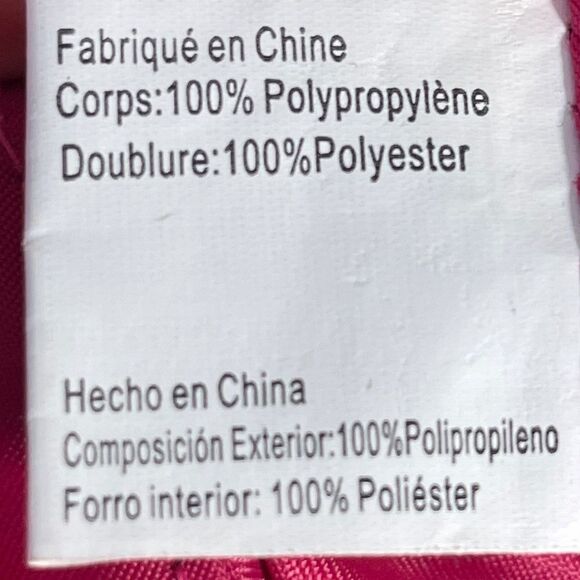 Fabriqué en Chine
Corps:100% Polypropylène
Doublure:100%Polyester
Hecho en China
Composición Exterior:100%Polipropileno
Forro interior: 100% Poliéster